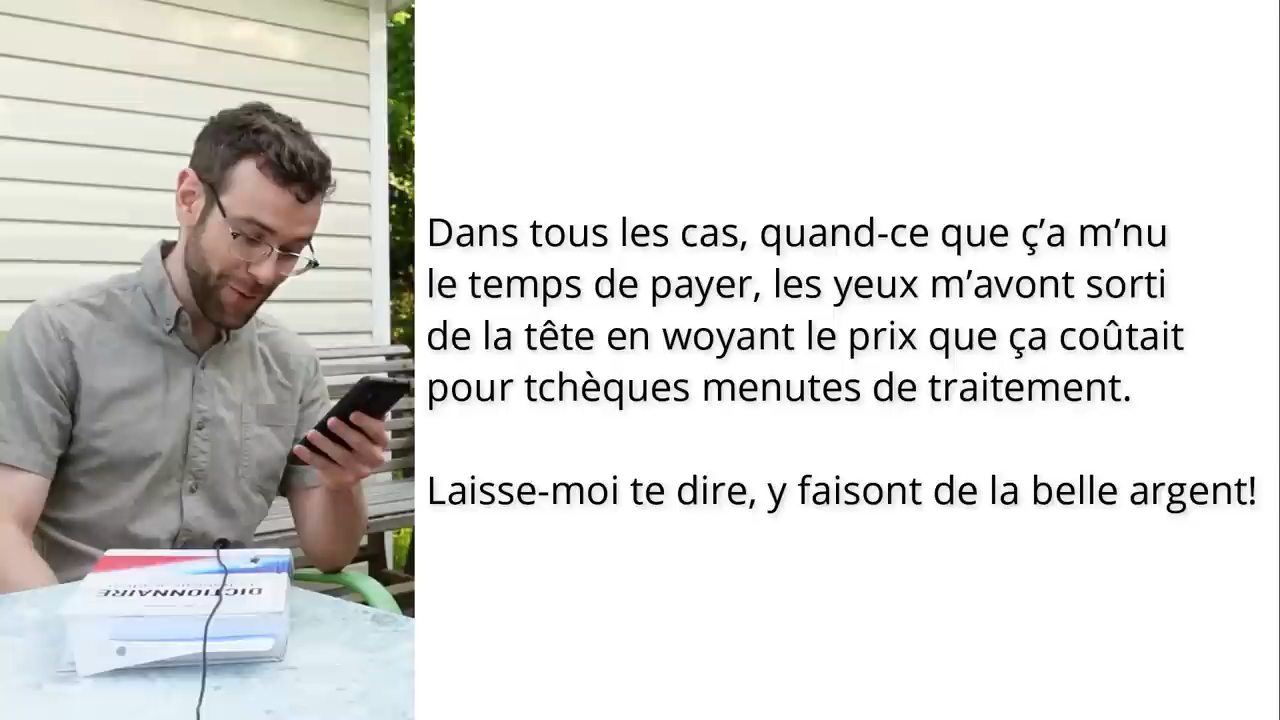 Dans tous les cas, quand-ce que ç’a m’nu
le temps de payer, les yeux m’avont sorti
de la tête en woyant le prix que ça coûtait
pour tchèques menutes de traitement.
Laisse-moi te dire, y faisont de la belle argent!
DICTIONNAIRE